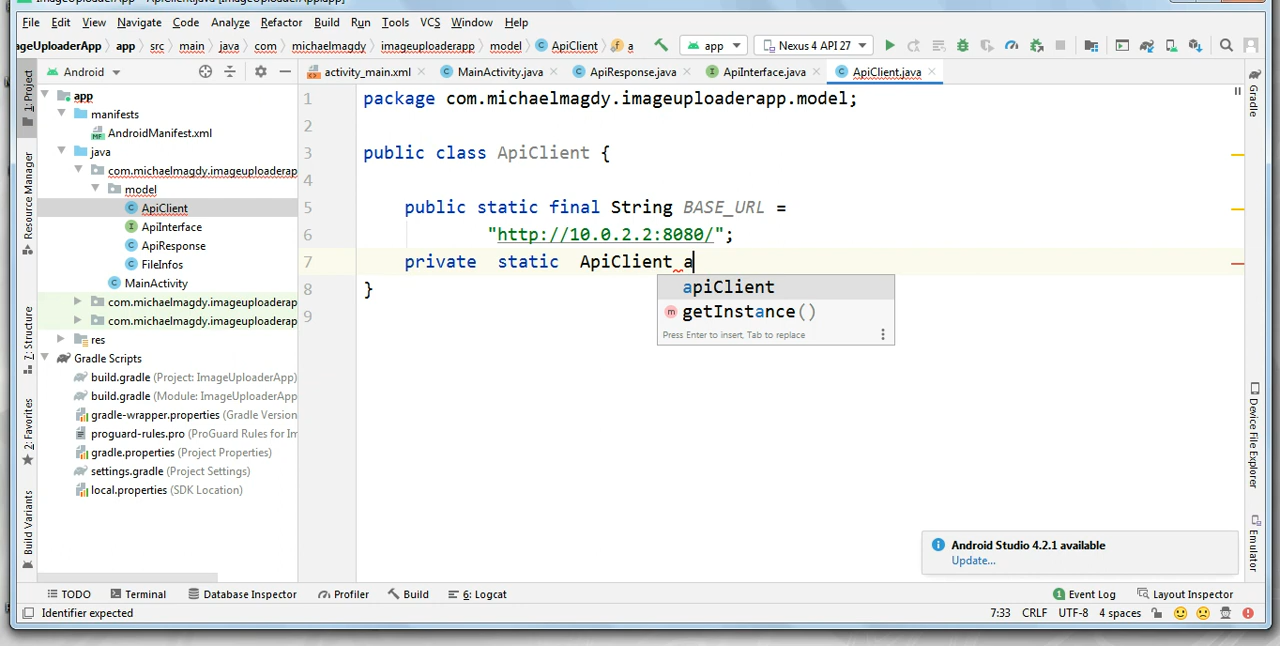 ImageUploaderApp - ApiClient.java [ImageUploaderApp.app]
File Edit View Navigate Code Analyze Refactor Build Run Tools VCS Window Help
ageUploaderApp app src main java com michaelmagdy imageuploaderapp model ApiClient a app Nexus 4 API 27
Android
activity_main.xml MainActivity.java ApiResponse.java ApiInterface.java ApiClient.java
1: Project
Resource Manager
7: Structure
2: Favorites
Build Variants
app
manifests
AndroidManifest.xml
java
com.michaelmagdy.imageuploaderap
model
ApiClient
ApiInterface
ApiResponse
FileInfos
MainActivity
com.michaelmagdy.imageuploaderap
com.michaelmagdy.imageuploaderap
res
Gradle Scripts
build.gradle (Project: ImageUploaderApp)
build.gradle (Module: ImageUploaderApp
gradle-wrapper.properties (Gradle Version
proguard-rules.pro (ProGuard Rules for Im
gradle.properties (Project Properties)
settings.gradle (Project Settings)
local.properties (SDK Location)
1 package com.michaelmagdy.imageuploaderapp.model;
2
3 public class ApiClient {
4
5 public static final String BASE_URL =
6 "http://10.0.2.2:8080/";
7 private static ApiClient a
8 }
9
apiClient
m getInstance()
Press Enter to insert, Tab to replace
Gradle
Device File Explorer
Emulator
Android Studio 4.2.1 available
Update...
TODO Terminal Database Inspector Profiler Build 6: Logcat 1 Event Log Layout Inspector
Identifier expected 7:33 CRLF UTF-8 4 spaces